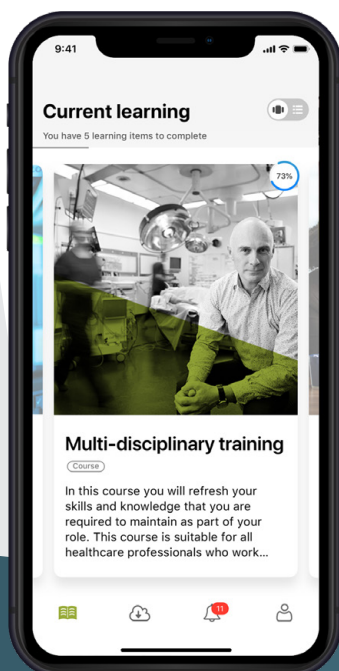 9:41
Current learning
You have 5 learning items to complete
73%
Multi-disciplinary training
Course
In this course you will refresh your
skills and knowledge that you are
required to maintain as part of your
role. This course is suitable for all
healthcare professionals who work...
11